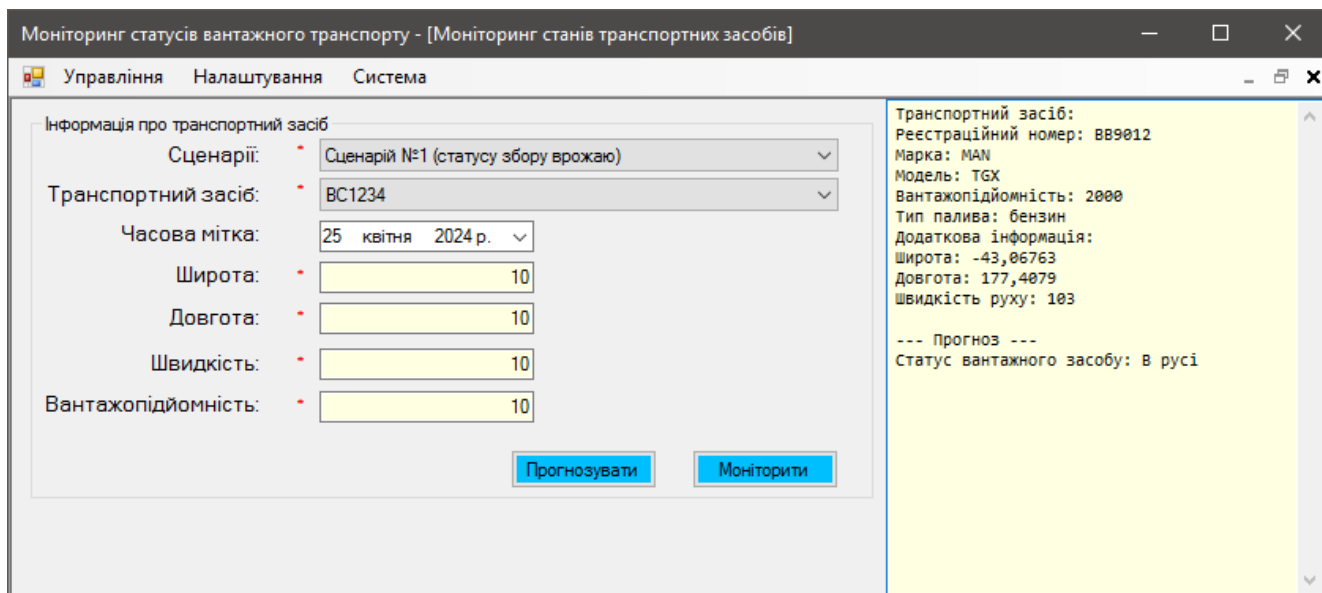 Моніторинг статусів вантажного транспорту - [Моніторинг станів транспортних засобів]
Управління Налаштування Система
Інформація про транспортний засіб
Сценарії: * Сценарій №1 (статусу збору врожаю)
Транспортний засіб: * BC1234
Часова мітка: 25 квітня 2024 р.
Широта: * 10
Довгота: * 10
Швидкість: * 10
Вантажопідйомність: * 10
Прогнозувати Моніторити
Транспортний засіб:
Реєстраційний номер: BB9012
Марка: MAN
Модель: TGX
Вантажопідйомність: 2000
Тип палива: бензин
Додаткова інформація:
Широта: -43,06763
Довгота: 177,4079
Швидкість руху: 103
--- Прогноз ---
Статус вантажного засобу: В русі